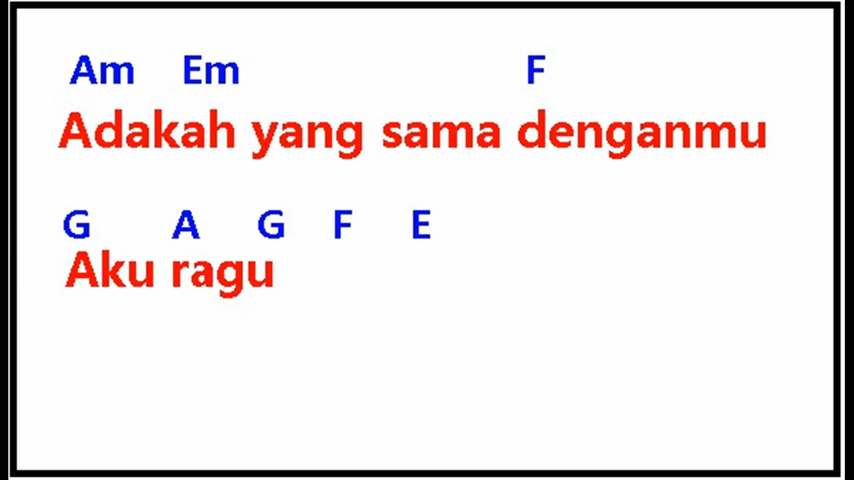 Am Em F
Adakah yang sama denganmu
G A G F E
Aku ragu